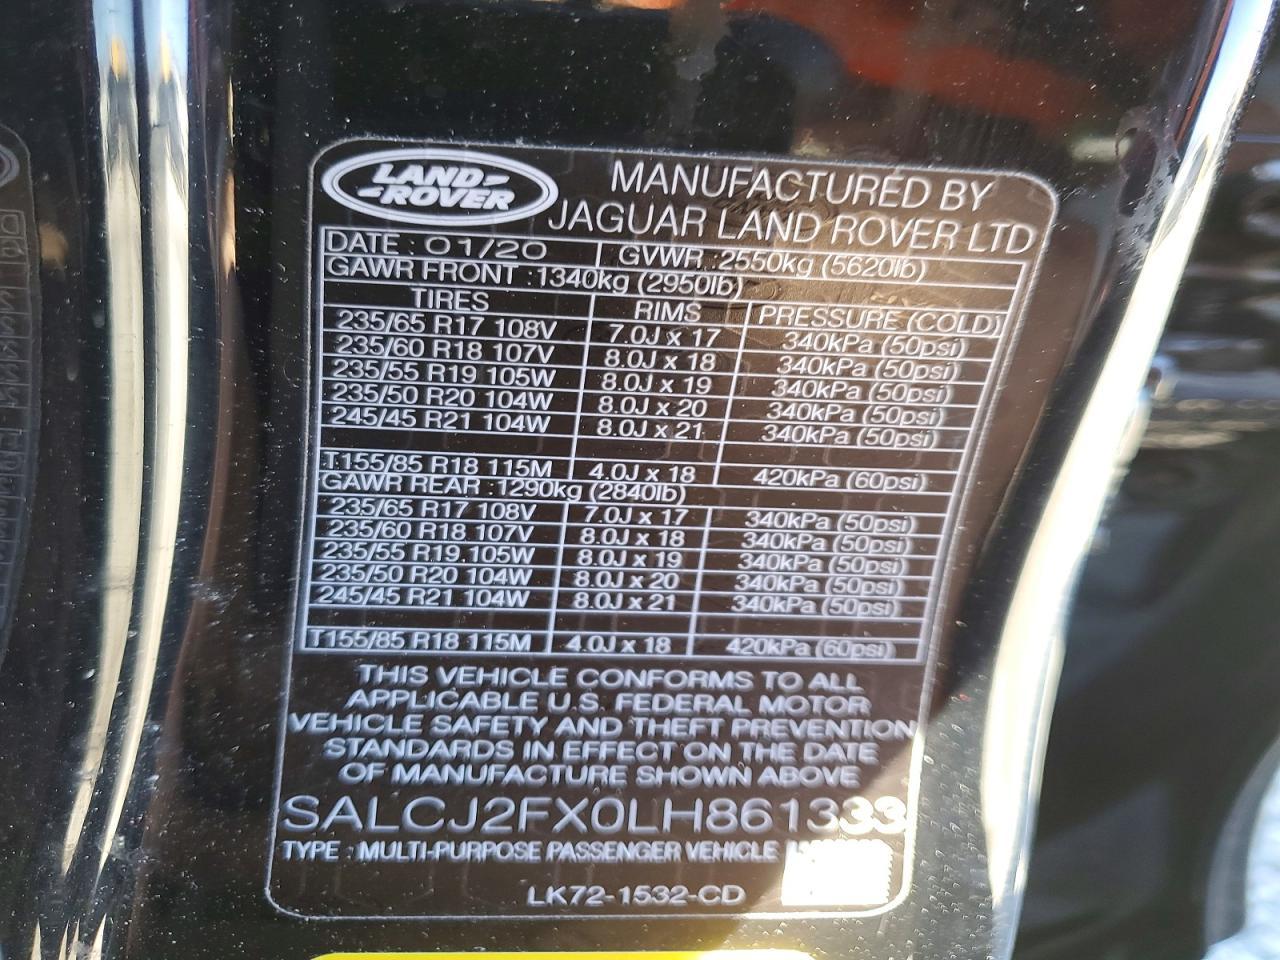 LAND
ROVER
MANUFACTURED BY
JAGUAR LAND ROVER LTD
DATE : 01/20 GVWR :2550kg (5620lb)
GAWR FRONT :1340kg (2950lb)
TIRES RIMS PRESSURE (COLD)
235/65 R17 108V 7.0J x 17 340kPa (50psi)
235/60 R18 107V 8.0J x 18 340kPa (50psi)
235/55 R19 105W 8.0J x 19 340kPa (50psi)
235/50 R20 104W 8.0J x 20 340kPa (50psi)
245/45 R21 104W 8.0J x 21 340kPa (50psi)
T155/85 R18 115M 4.0J x 18 420kPa (60psi)
GAWR REAR :1290kg (2840lb)
235/65 R17 108V 7.0J x 17 340kPa (50psi)
235/60 R18 107V 8.0J x 18 340kPa (50psi)
235/55 R19 105W 8.0J x 19 340kPa (50psi)
235/50 R20 104W 8.0J x 20 340kPa (50psi)
245/45 R21 104W 8.0J x 21 340kPa (50psi)
T155/85 R18 115M 4.0J x 18 420kPa (60psi)
THIS VEHICLE CONFORMS TO ALL
APPLICABLE U.S. FEDERAL MOTOR
VEHICLE SAFETY AND THEFT PREVENTION
STANDARDS IN EFFECT ON THE DATE
OF MANUFACTURE SHOWN ABOVE
SALCJ2FX0LH861333
TYPE : MULTI-PURPOSE PASSENGER VEHICLE
LK72-1532-CD